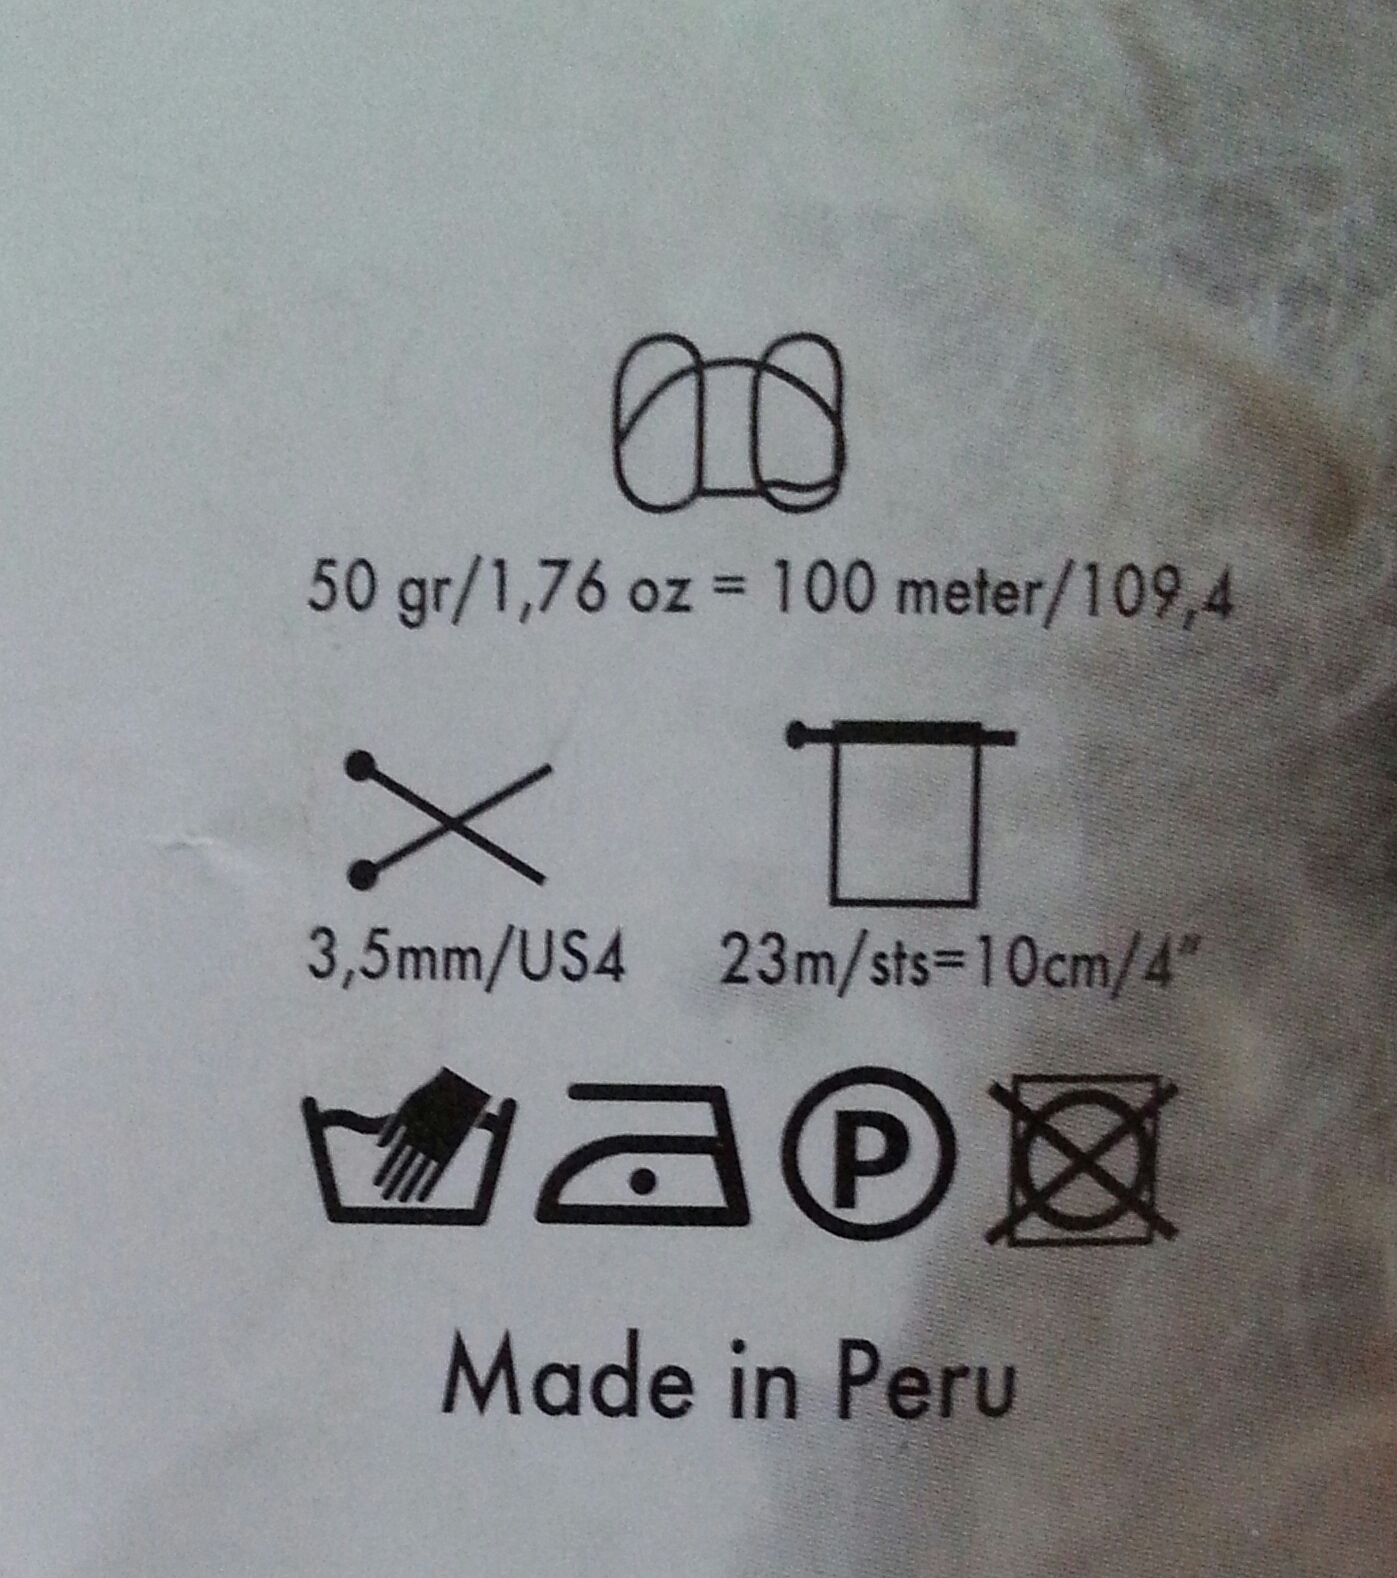 50 gr/1,76 oz = 100 meter/109,4
3,5mm/US4 23m/sts=10cm/4"
P
Made in Peru